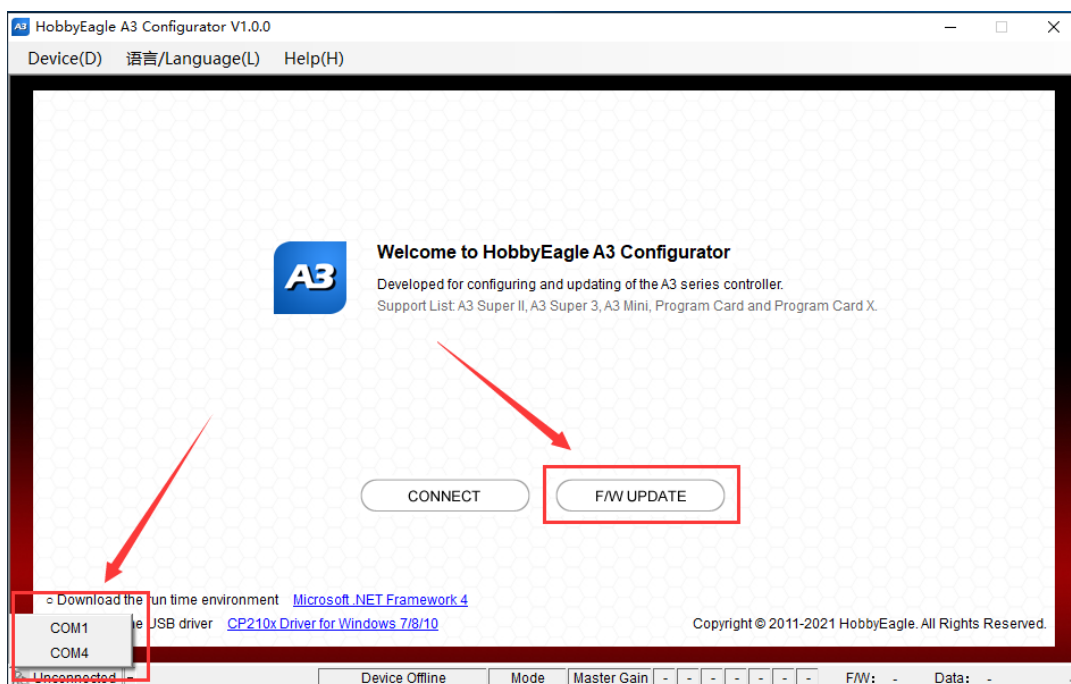 A3 HobbyEagle A3 Configurator V1.0.0
Device(D) 语言/Language(L) Help(H)
A3
Welcome to HobbyEagle A3 Configurator
Developed for configuring and updating of the A3 series controller.
Support List: A3 Super II, A3 Super 3, A3 Mini, Program Card and Program Card X.
CONNECT F/W UPDATE
Download the run time environment Microsoft .NET Framework 4
COM1
USB driver CP210x Driver for Windows 7/8/10 Copyright © 2011-2021 HobbyEagle. All Rights Reserved.
COM4
Unconnected - Device Offline Mode Master Gain - - - - - - - F/W: - Data: -